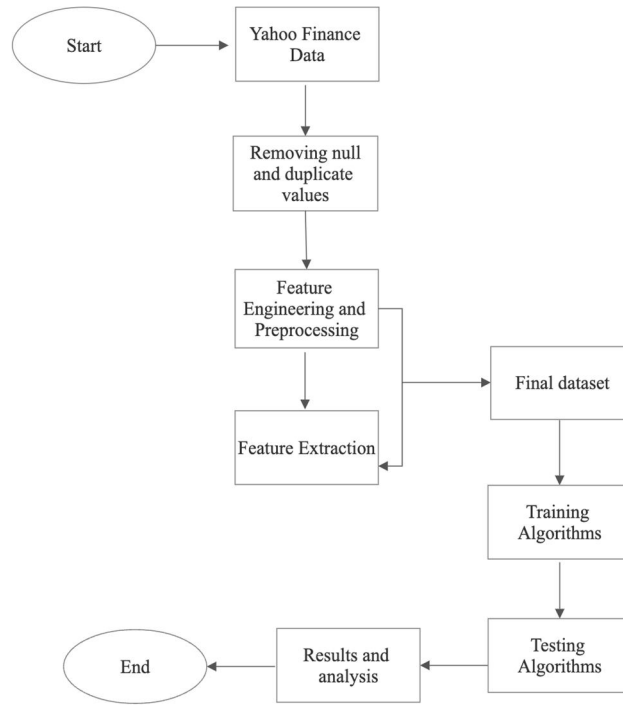 Start
Yahoo Finance
Data
Removing null
and duplicate
values
Feature
Engineering and
Preprocessing
Feature Extraction
Final dataset
Training
Algorithms
Testing
Algorithms
Results and
analysis
End